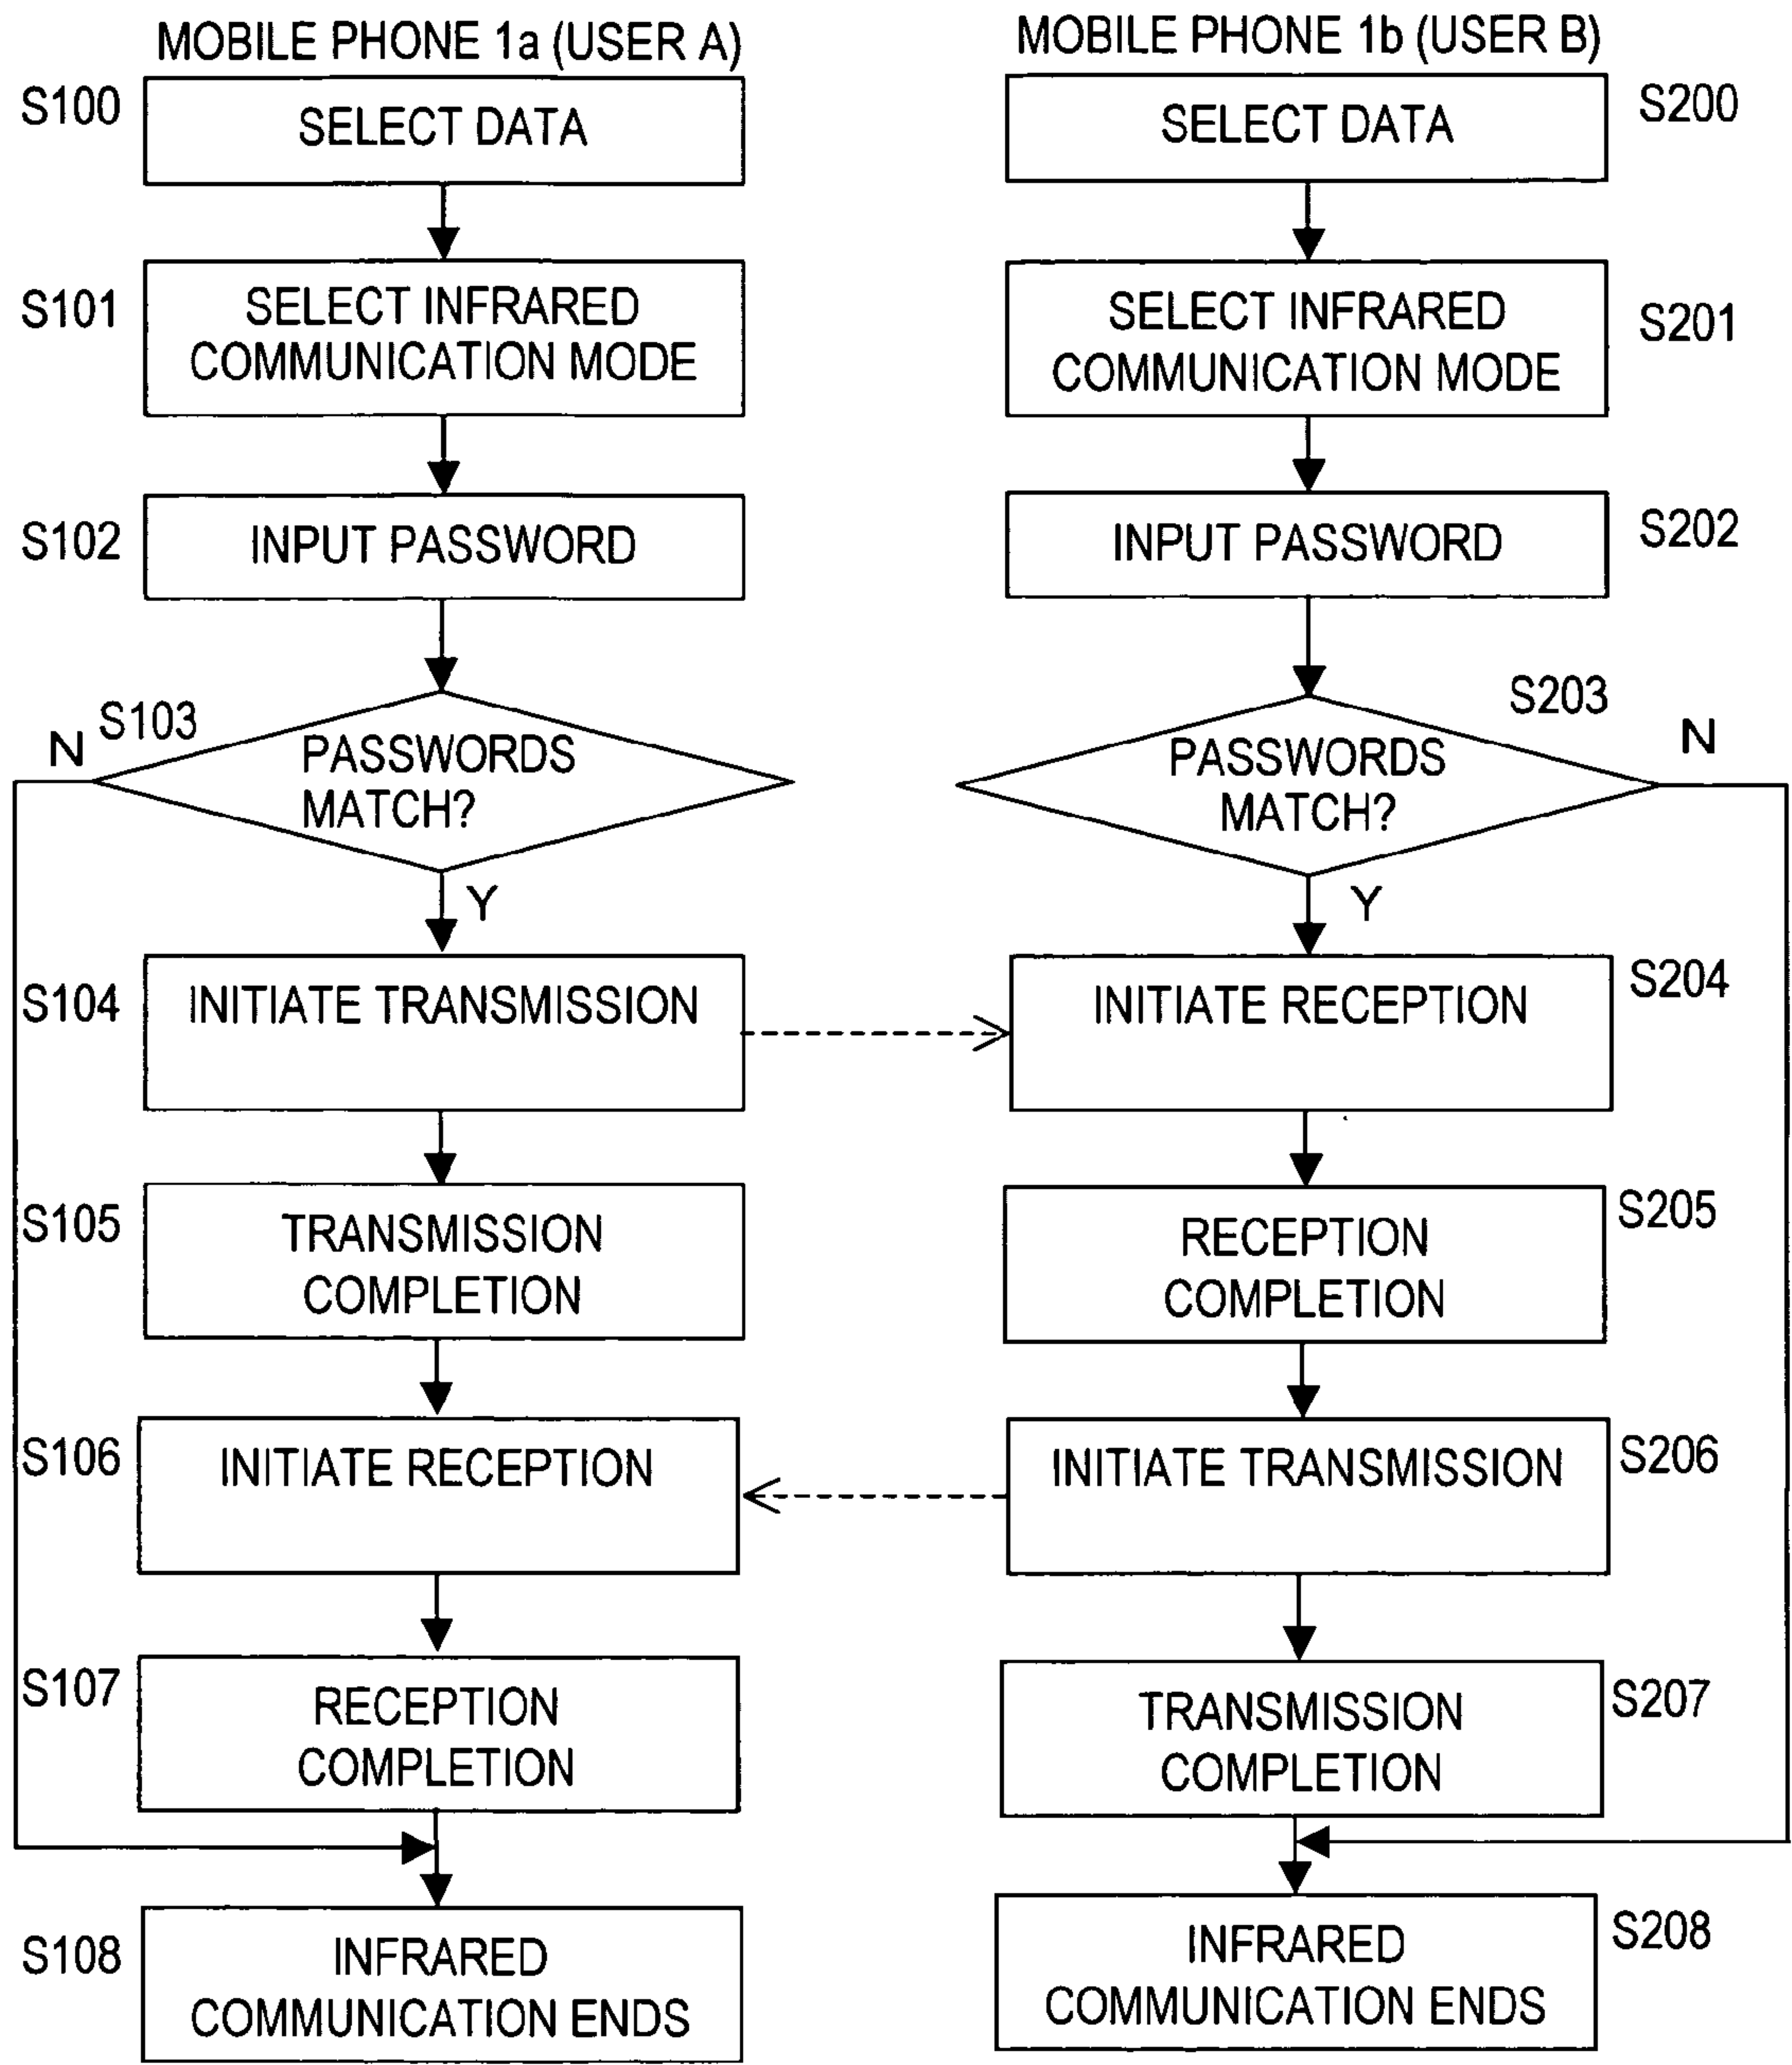 MOBILE PHONE 1a (USER A)
S100
SELECT DATA
S101
SELECT INFRARED
COMMUNICATION MODE
S102
INPUT PASSWORD
S103
N
PASSWORDS
MATCH?
Y
S104
INITIATE TRANSMISSION
S105
TRANSMISSION
COMPLETION
S106
INITIATE RECEPTION
S107
RECEPTION
COMPLETION
S108
INFRARED
COMMUNICATION ENDS
MOBILE PHONE 1b (USER B)
SELECT DATA
S200
SELECT INFRARED
COMMUNICATION MODE
S201
INPUT PASSWORD
S202
S203
N
PASSWORDS
MATCH?
Y
INITIATE RECEPTION
S204
RECEPTION
COMPLETION
S205
INITIATE TRANSMISSION
S206
TRANSMISSION
COMPLETION
S207
INFRARED
COMMUNICATION ENDS
S208